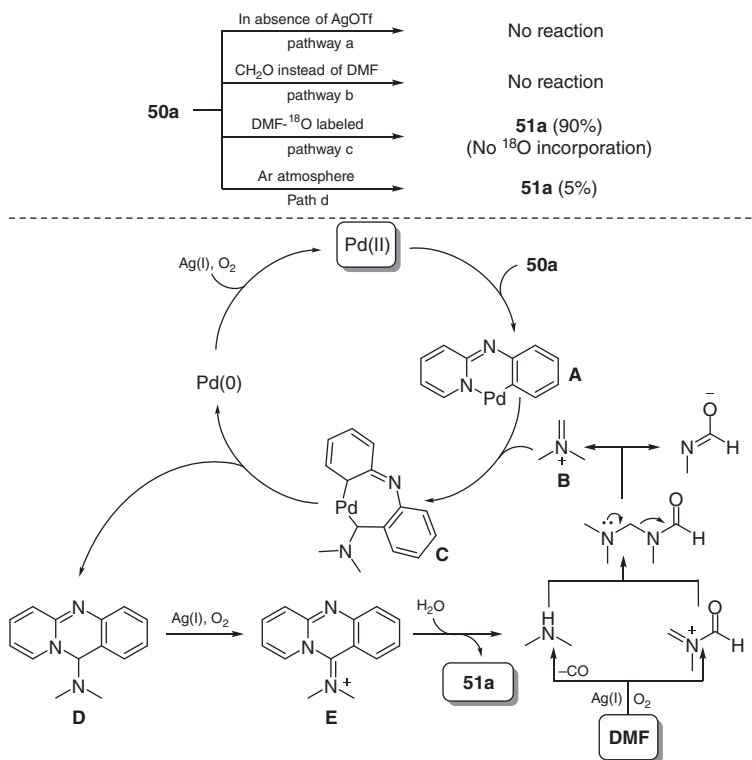 In absence of AgOTf
pathway a
No reaction
CH₂O instead of DMF
pathway b
No reaction
50a
DMF-¹⁸O labeled
pathway c
51a (90%)
(No ¹⁸O incorporation)
Ar atmosphere
Path d
51a (5%)
Pd(II)
Ag(I), O₂
50a
N
N
Pd
A
Pd(0)
N
+
B
O
−
N
H
N
Pd
N
C
O
N
N
H
N
N
N
D
Ag(I), O₂
N
N
N
+
E
H₂O
51a
H
N
O
+
N
H
–CO
Ag(I)
O₂
DMF